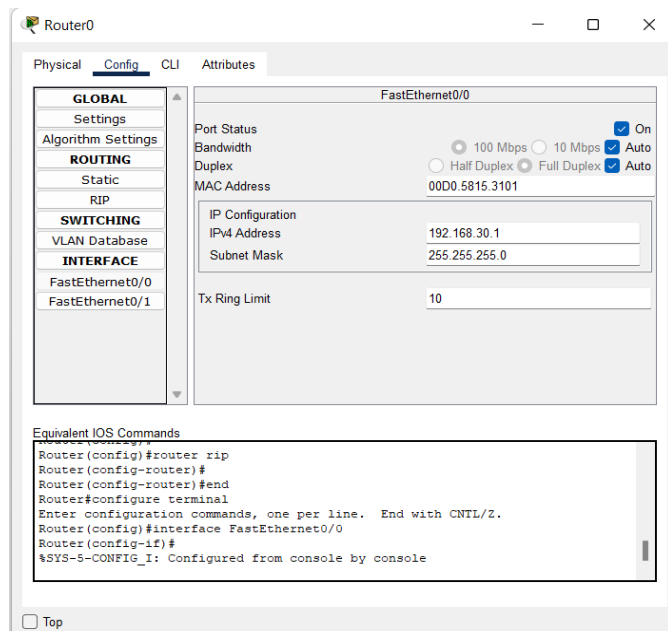 Router0
Physical Config CLI Attributes
GLOBAL
Settings
Algorithm Settings
ROUTING
Static
RIP
SWITCHING
VLAN Database
INTERFACE
FastEthernet0/0
FastEthernet0/1
FastEthernet0/0
Port Status On
Bandwidth 100 Mbps 10 Mbps Auto
Duplex Half Duplex Full Duplex Auto
MAC Address 00D0.5815.3101
IP Configuration
IPv4 Address 192.168.30.1
Subnet Mask 255.255.255.0
Tx Ring Limit 10
Equivalent IOS Commands
Router(config)#
Router(config)#router rip
Router(config-router)#
Router(config-router)#end
Router#configure terminal
Enter configuration commands, one per line. End with CNTL/Z.
Router(config)#interface FastEthernet0/0
Router(config-if)#
%SYS-5-CONFIG_I: Configured from console by console
Top